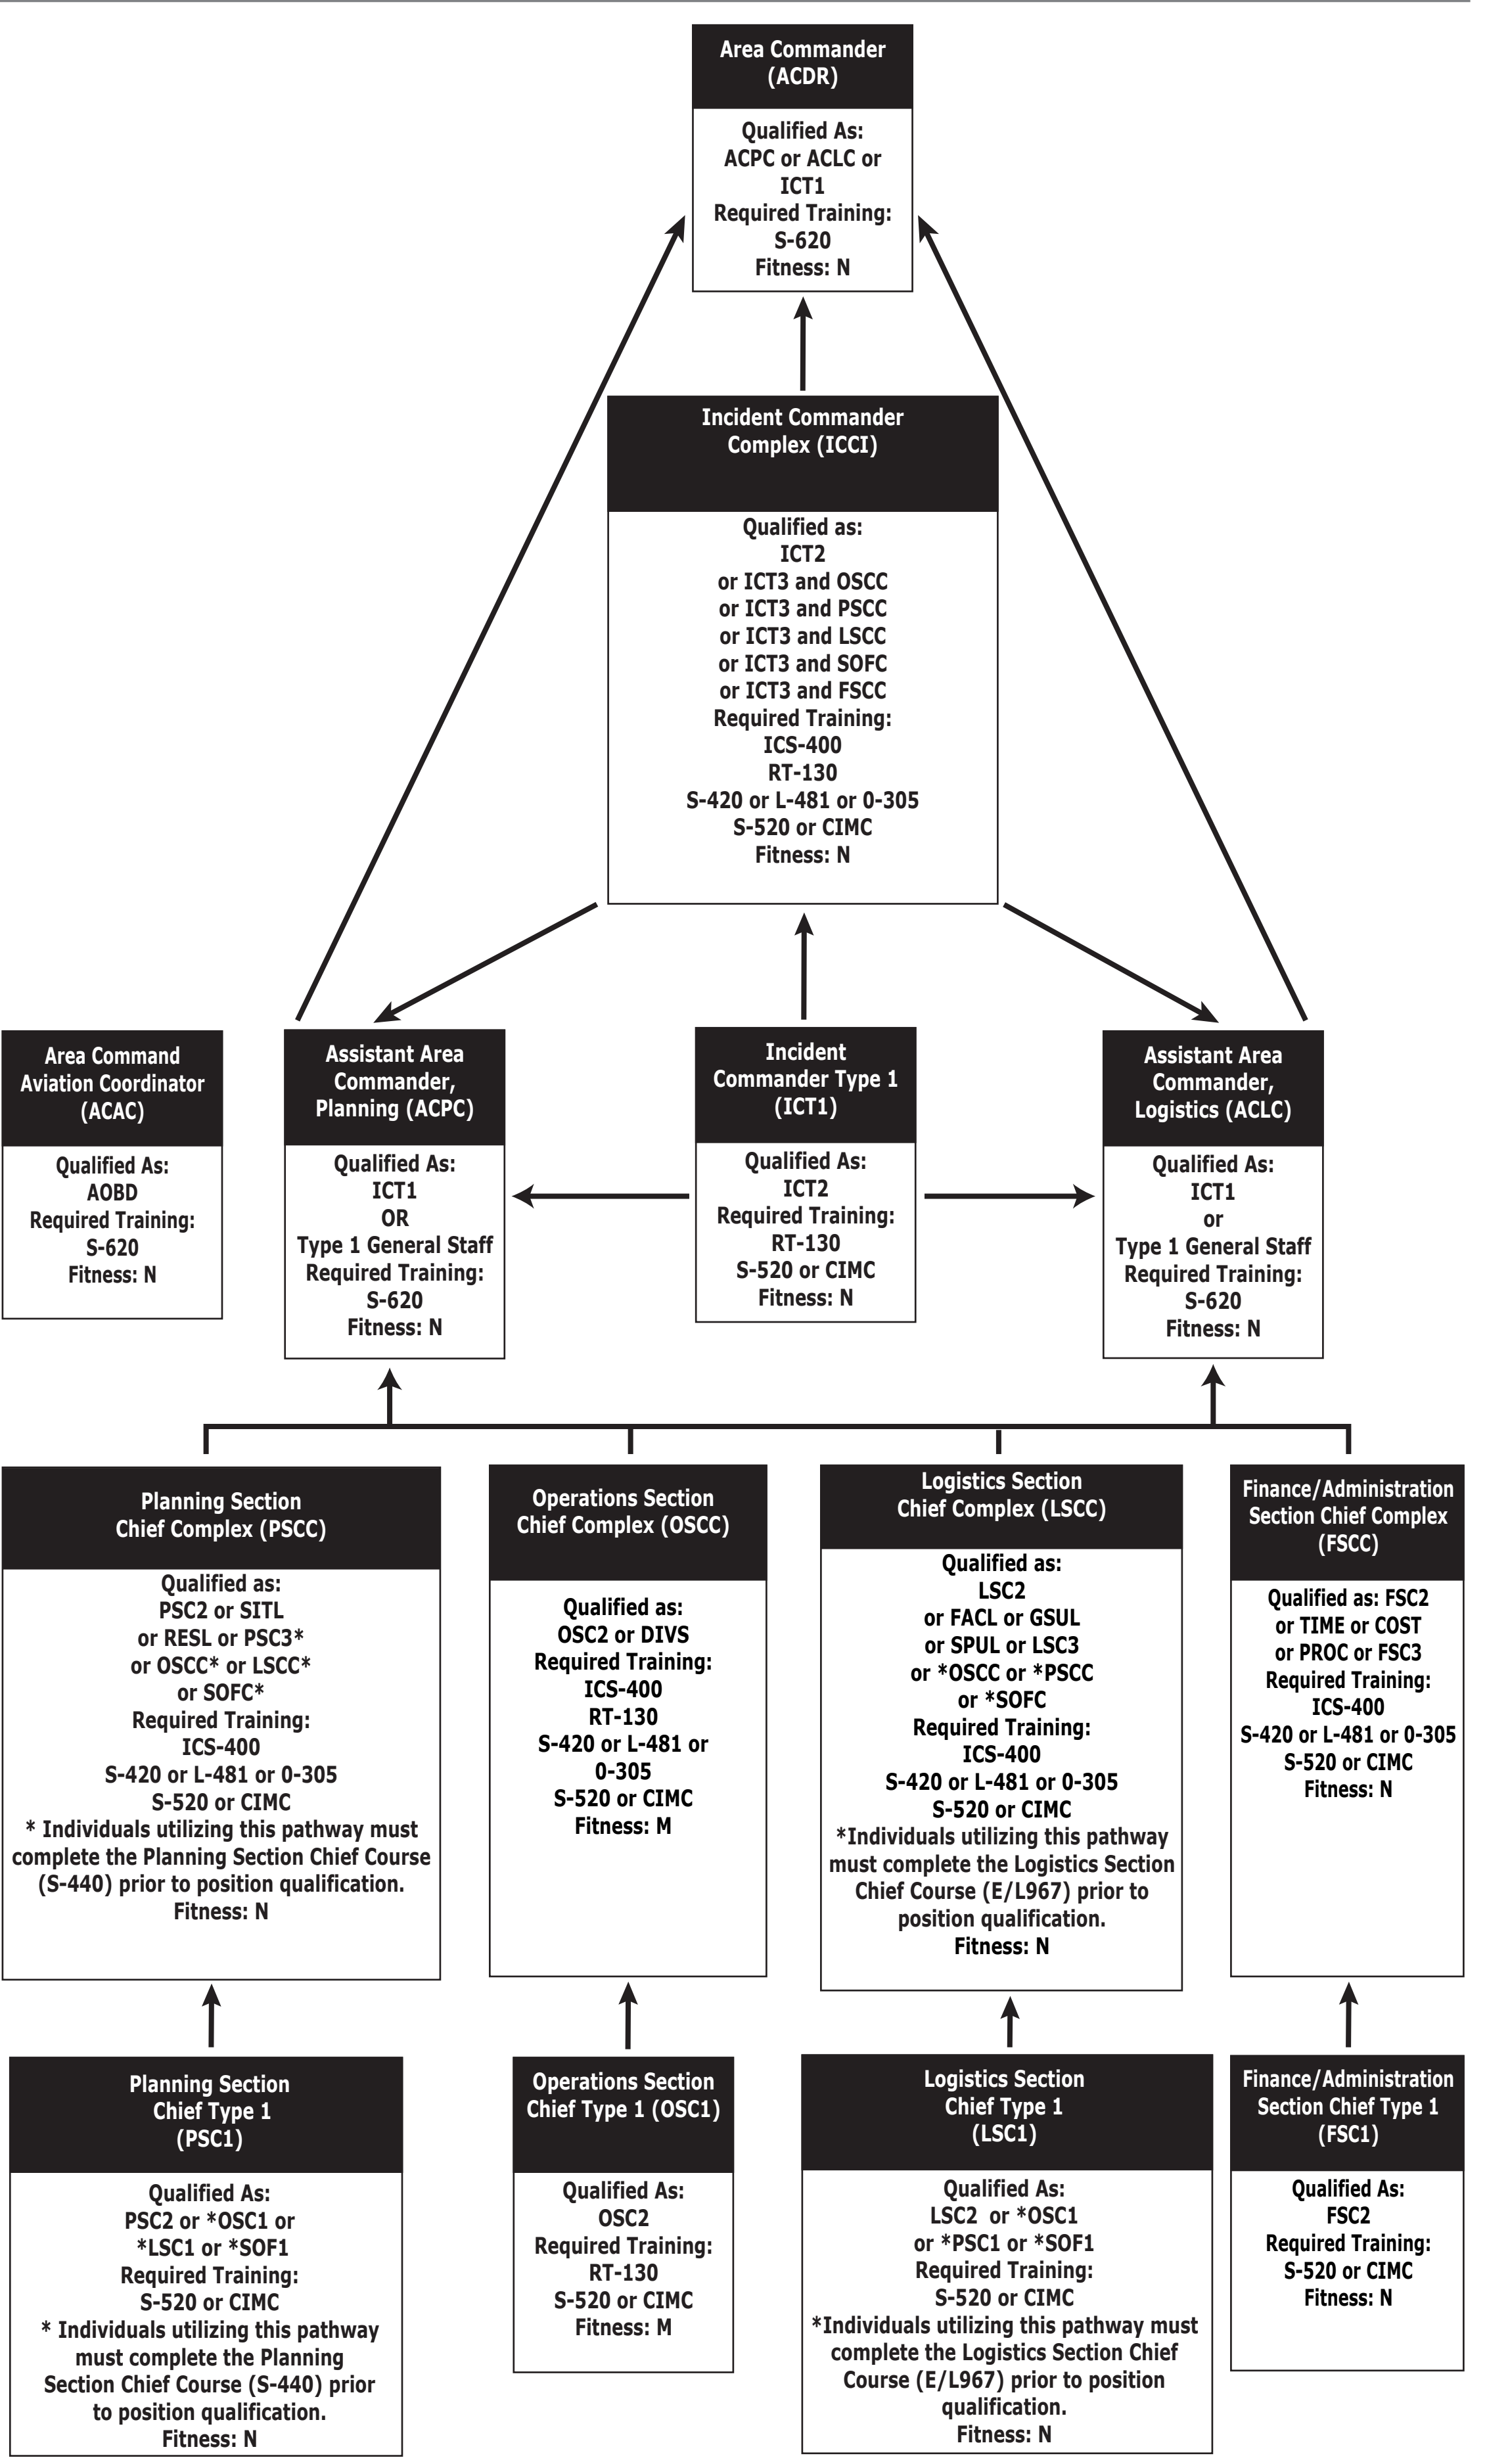 Area Commander
(ACDR)
Qualified As:
ACPC or ACLC or
ICT1
Required Training:
S-620
Fitness: N
Incident Commander
Complex (ICCI)
Qualified as:
ICT2
or ICT3 and OSCC
or ICT3 and PSCC
or ICT3 and LSCC
or ICT3 and SOFC
or ICT3 and FSCC
Required Training:
ICS-400
RT-130
S-420 or L-481 or 0-305
S-520 or CIMC
Fitness: N
Area Command
Aviation Coordinator
(ACAC)
Qualified As:
AOBD
Required Training:
S-620
Fitness: N
Assistant Area
Commander,
Planning (ACPC)
Qualified As:
ICT1
OR
Type 1 General Staff
Required Training:
S-620
Fitness: N
Incident
Commander Type 1
(ICT1)
Qualified As:
ICT2
Required Training:
RT-130
S-520 or CIMC
Fitness: N
Assistant Area
Commander,
Logistics (ACLC)
Qualified As:
ICT1
or
Type 1 General Staff
Required Training:
S-620
Fitness: N
Planning Section
Chief Complex (PSCC)
Qualified as:
PSC2 or SITL
or RESL or PSC3*
or OSCC* or LSCC*
or SOFC*
Required Training:
ICS-400
S-420 or L-481 or 0-305
S-520 or CIMC
* Individuals utilizing this pathway must
complete the Planning Section Chief Course
(S-440) prior to position qualification.
Fitness: N
Operations Section
Chief Complex (OSCC)
Qualified as:
OSC2 or DIVS
Required Training:
ICS-400
RT-130
S-420 or L-481 or
0-305
S-520 or CIMC
Fitness: M
Logistics Section
Chief Complex (LSCC)
Qualified as:
LSC2
or FACL or GSUL
or SPUL or LSC3
or *OSCC or *PSCC
or *SOFC
Required Training:
ICS-400
S-420 or L-481 or 0-305
S-520 or CIMC
*Individuals utilizing this pathway
must complete the Logistics Section
Chief Course (E/L967) prior to
position qualification.
Fitness: N
Finance/Administration
Section Chief Complex
(FSCC)
Qualified as: FSC2
or TIME or COST
or PROC or FSC3
Required Training:
ICS-400
S-420 or L-481 or 0-305
S-520 or CIMC
Fitness: N
Planning Section
Chief Type 1
(PSC1)
Qualified As:
PSC2 or *OSC1 or
*LSC1 or *SOF1
Required Training:
S-520 or CIMC
* Individuals utilizing this pathway
must complete the Planning
Section Chief Course (S-440) prior
to position qualification.
Fitness: N
Operations Section
Chief Type 1 (OSC1)
Qualified As:
OSC2
Required Training:
RT-130
S-520 or CIMC
Fitness: M
Logistics Section
Chief Type 1
(LSC1)
Qualified As:
LSC2 or *OSC1
or *PSC1 or *SOF1
Required Training:
S-520 or CIMC
*Individuals utilizing this pathway must
complete the Logistics Section Chief
Course (E/L967) prior to position
qualification.
Fitness: N
Finance/Administration
Section Chief Type 1
(FSC1)
Qualified As:
FSC2
Required Training:
S-520 or CIMC
Fitness: N